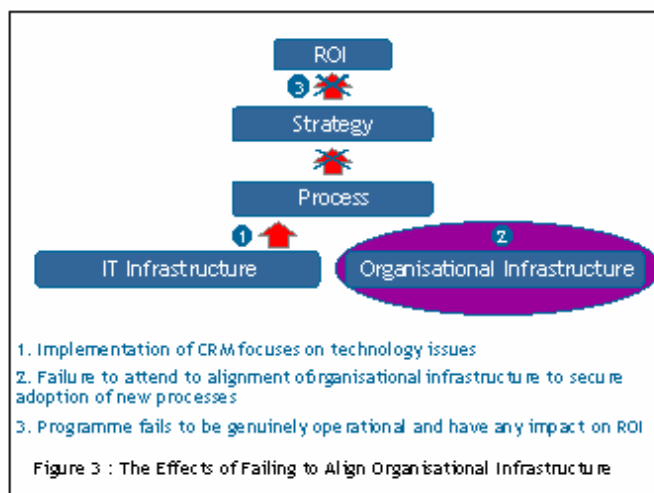 ROI
3
Strategy
Process
1
2
IT Infrastructure
Organisational Infrastructure
1. Implementation of CRM focuses on technology issues
2. Failure to attend to alignment of organisational infrastructure to secure
adoption of new processes
3. Programme fails to be genuinely operational and have any impact on ROI
Figure 3 : The Effects of Failing to Align Organisational Infrastructure